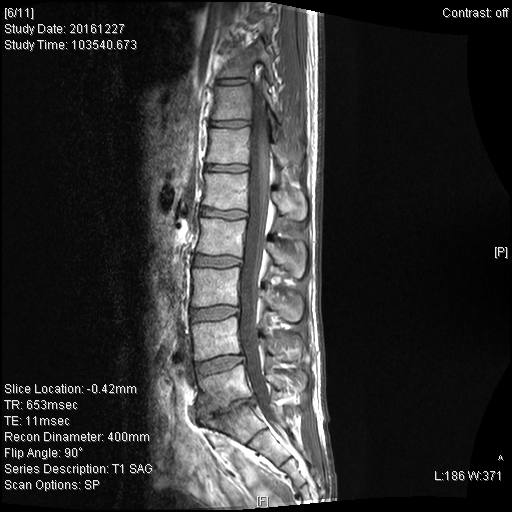 [6/11]
Study Date: 20161227
Study Time: 103540.673
Contrast: off
[P]
Slice Location: -0.42mm
TR: 653msec
TE: 11msec
Recon Dinameter: 400mm
Flip Angle: 90°
Series Description: T1 SAG
Scan Options: SP
A
L:186 W:371
[F]